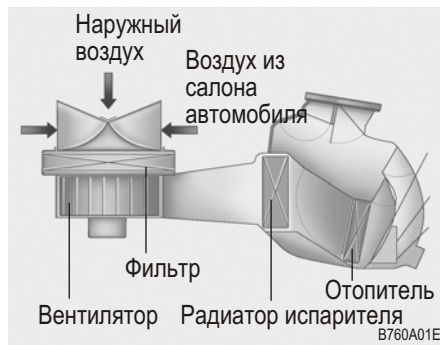 Наружный
воздух
Воздух из
салона
автомобиля
Фильтр
Отопитель
Вентилятор
Радиатор испарителя
B760A01E